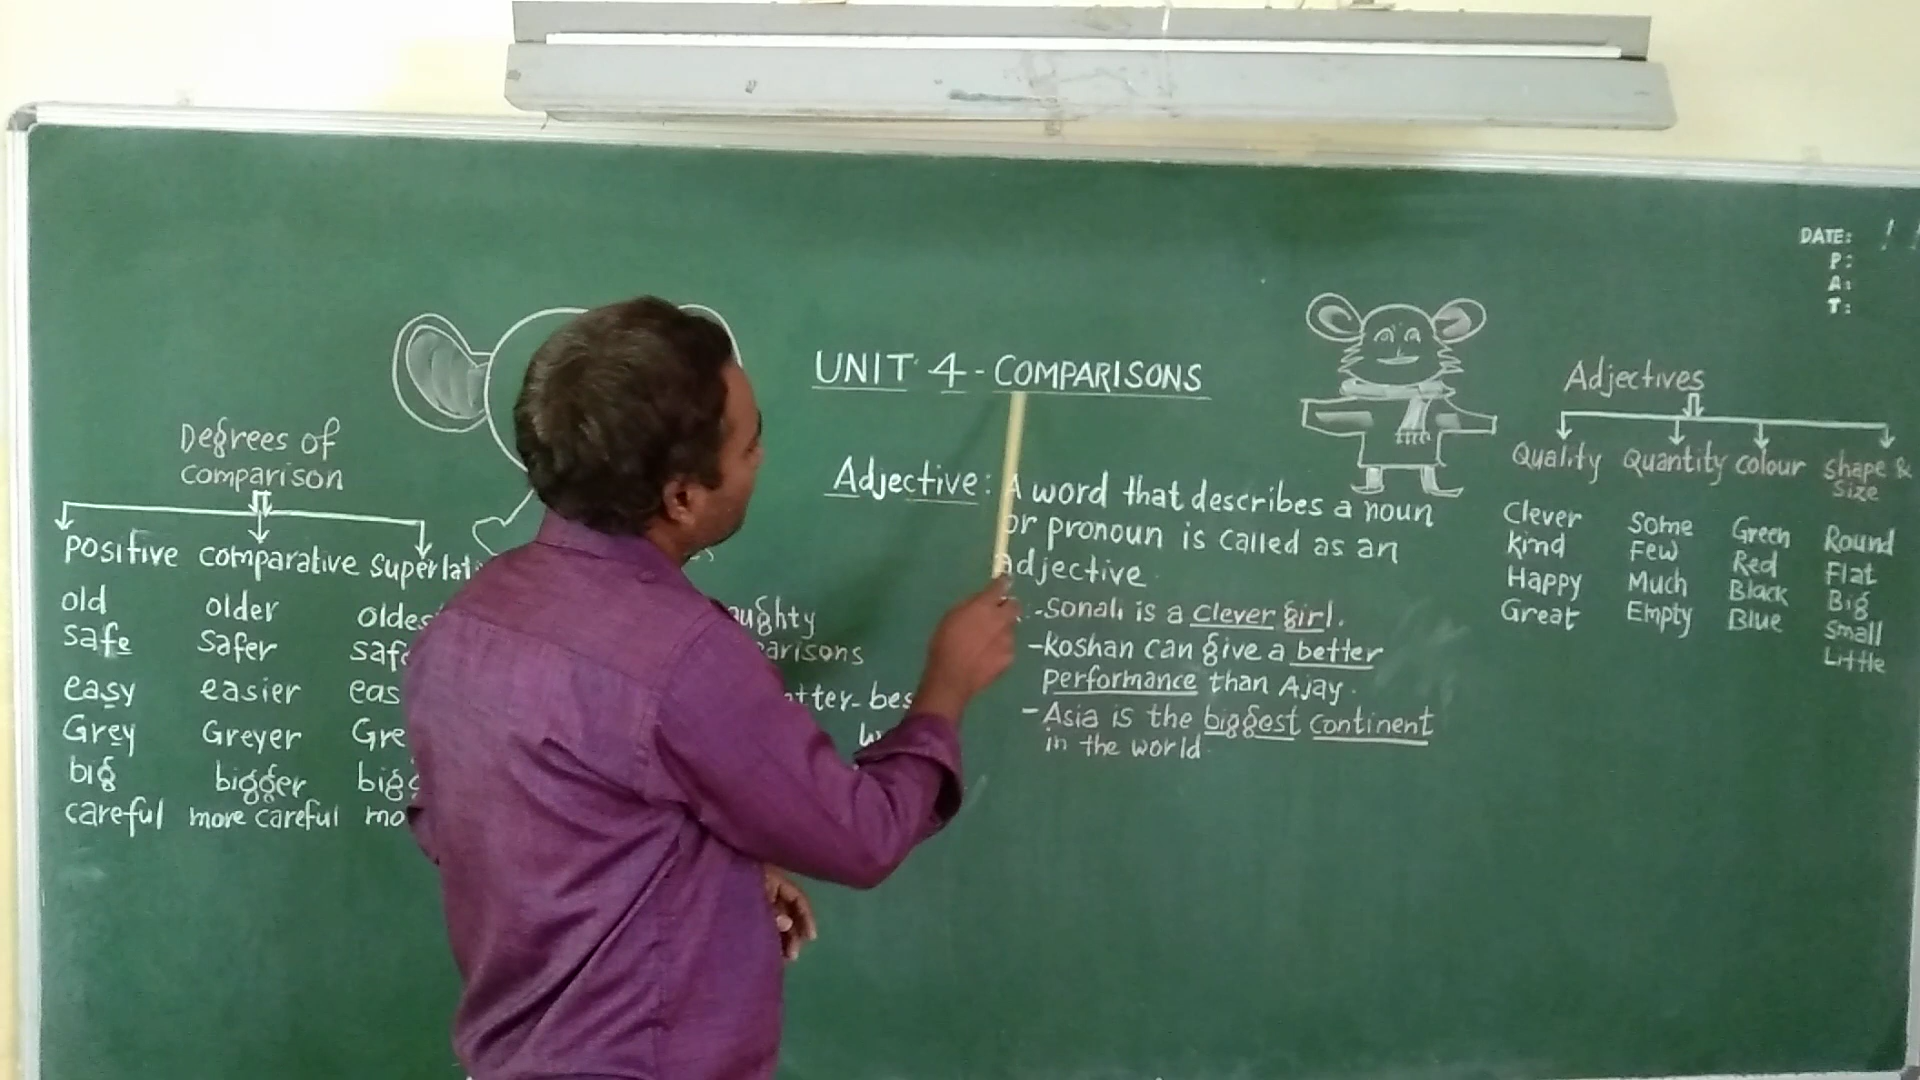 DATE:
P:
A:
T:
UNIT 4 - COMPARISONS
Adjective: A word that describes a noun
or pronoun is called as an
adjective.
- Sonali is a Clever girl.
- Roshan can give a better
performance than Ajay.
- Asia is the biggest continent
in the world.
Degrees of
comparison
Positive comparative
old older
safe safer
easy easier
Grey Greyer
big bigger
careful more careful
Adjectives
Quality Quantity colour shape &
size
Clever Some Green Round
Kind Few Red Flat
Happy Much Black Big
Great Empty Blue Small
Little